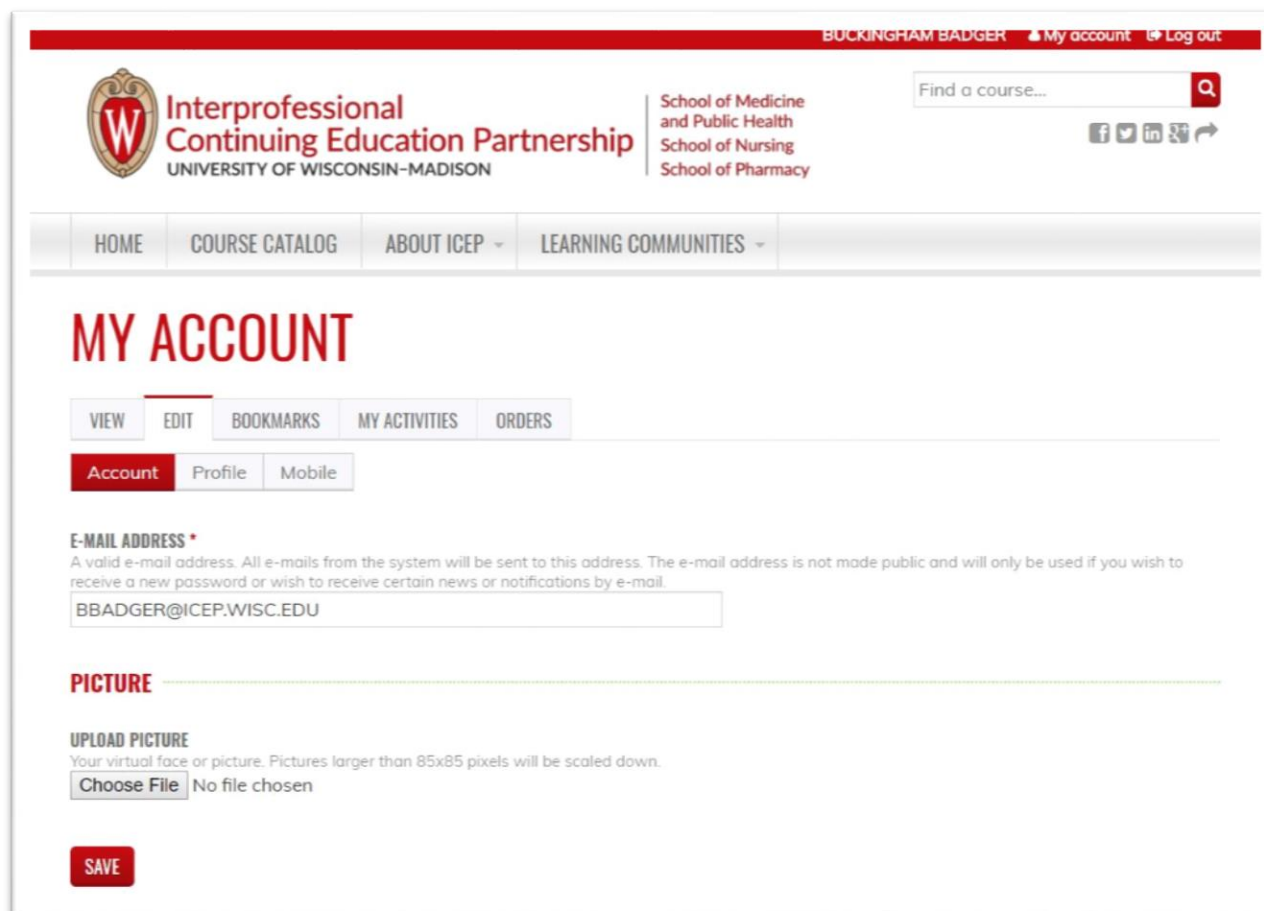 BUCKINGHAM BADGER My account Log out
Interprofessional
Continuing Education Partnership
UNIVERSITY OF WISCONSIN–MADISON
School of Medicine
and Public Health
School of Nursing
School of Pharmacy
Find a course...
HOME COURSE CATALOG ABOUT ICEP LEARNING COMMUNITIES
MY ACCOUNT
VIEW EDIT BOOKMARKS MY ACTIVITIES ORDERS
Account Profile Mobile
E-MAIL ADDRESS *
A valid e-mail address. All e-mails from the system will be sent to this address. The e-mail address is not made public and will only be used if you wish to
receive a new password or wish to receive certain news or notifications by e-mail.
BBADGER@ICEP.WISC.EDU
PICTURE
UPLOAD PICTURE
Your virtual face or picture. Pictures larger than 85x85 pixels will be scaled down.
Choose File No file chosen
SAVE